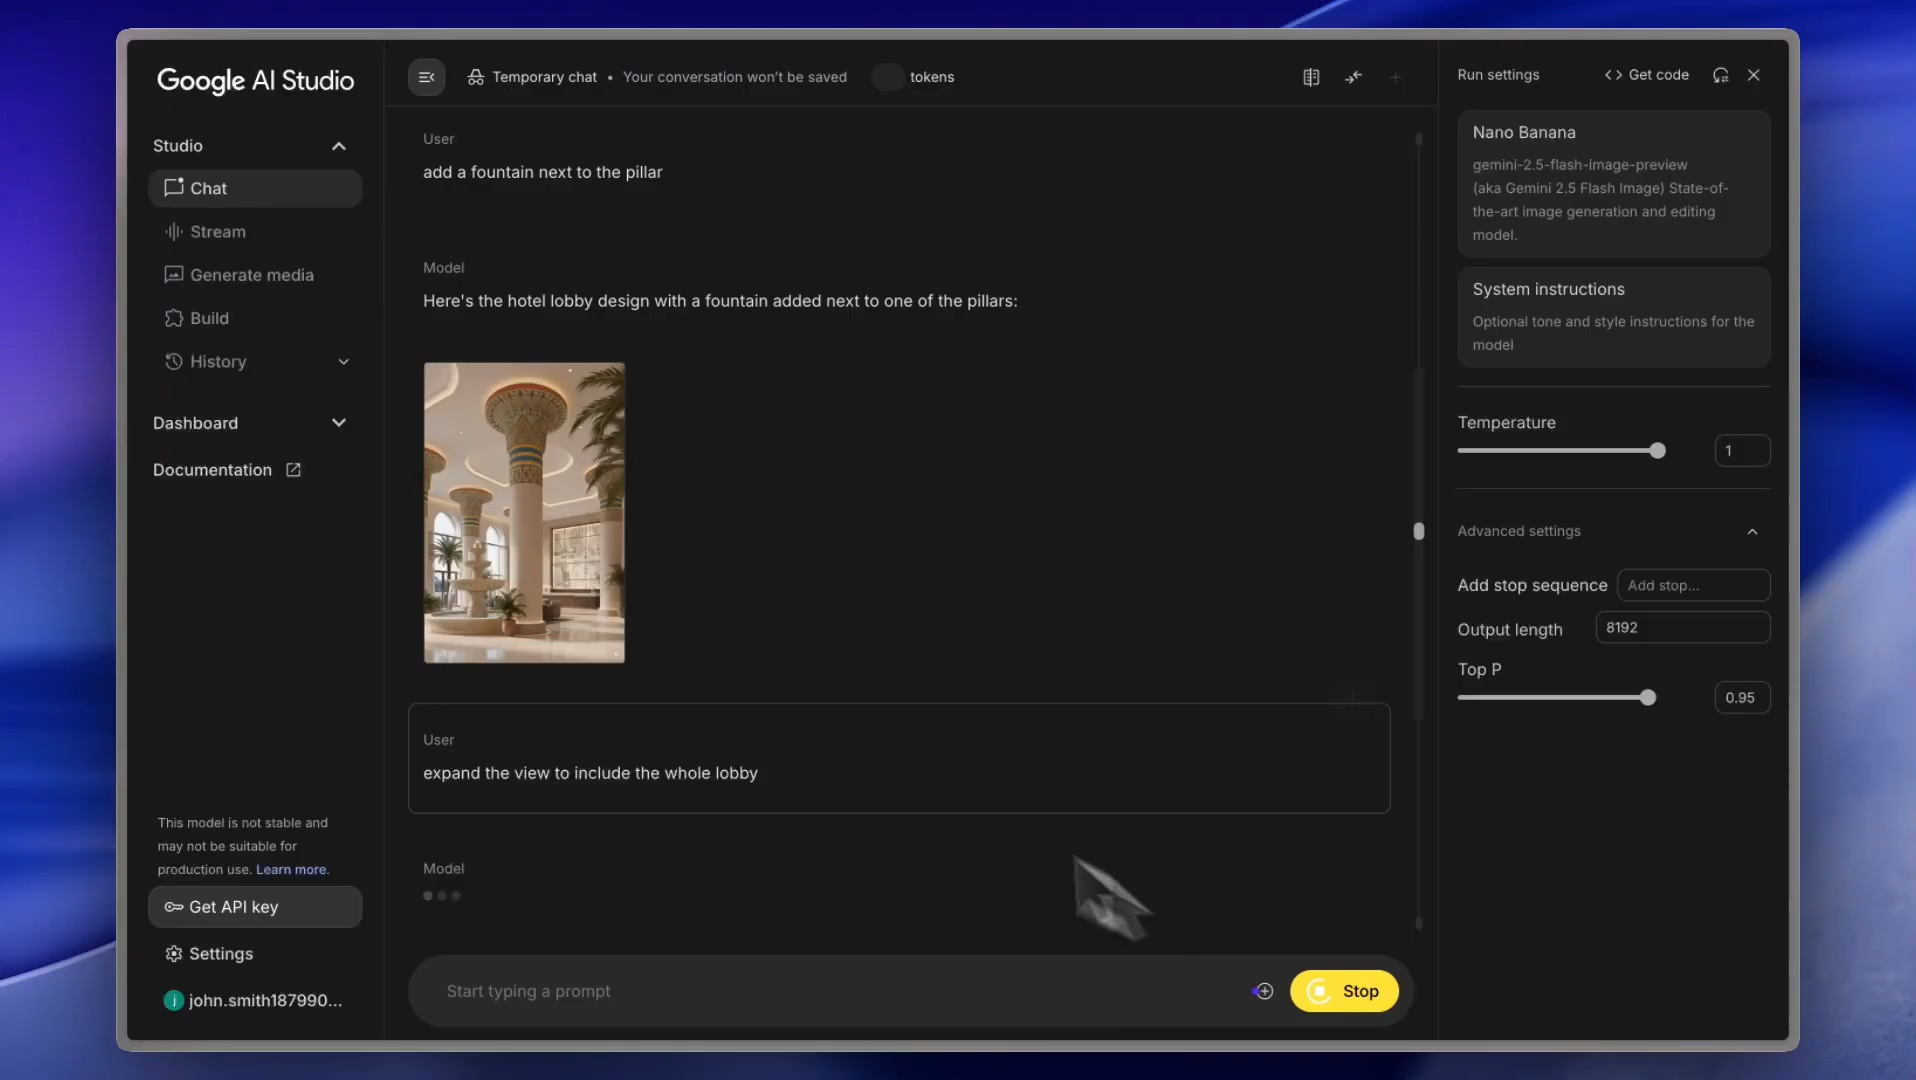 Google AI Studio
Studio
Chat
Stream
Generate media
Build
History
Dashboard
Documentation
This model is not stable and
may not be suitable for
production use. Learn more.
Get API key
Settings
j john.smith187990...
Temporary chat • Your conversation won't be saved tokens
User
add a fountain next to the pillar
Model
Here's the hotel lobby design with a fountain added next to one of the pillars:
User
expand the view to include the whole lobby
Model
Start typing a prompt
Stop
Run settings
<> Get code
Nano Banana
gemini-2.5-flash-image-preview
(aka Gemini 2.5 Flash Image) State-of-
the-art image generation and editing
model.
System instructions
Optional tone and style instructions for the
model
Temperature
1
Advanced settings
Add stop sequence Add stop...
Output length 8192
Top P
0.95